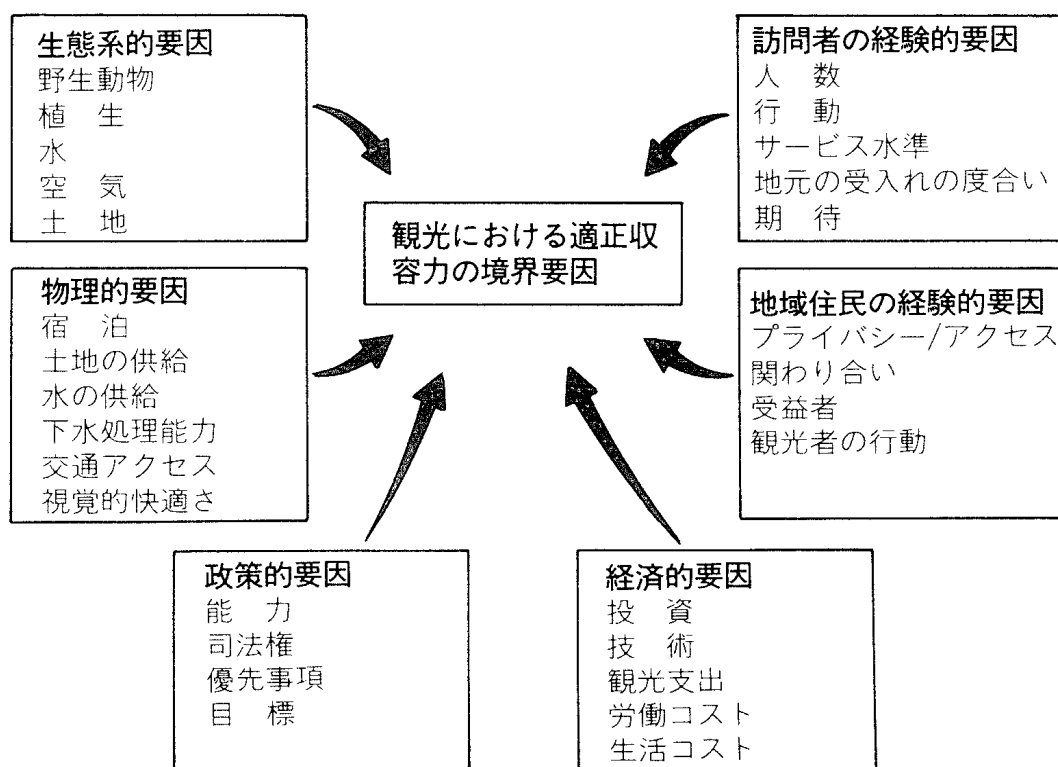 生態系的要因
野生動物
植　生
水
空　気
土　地
訪問者の経験的要因
人　数
行　動
サービス水準
地元の受入れの度合い
期　待
観光における適正収
容力の境界要因
物理的要因
宿　泊
土地の供給
水の供給
下水処理能力
交通アクセス
視覚的快適さ
地域住民の経験的要因
プライバシー/アクセス
関わり合い
受益者
観光者の行動
政策的要因
能　力
司法権
優先事項
目　標
経済的要因
投　資
技　術
観光支出
労働コスト
生活コスト